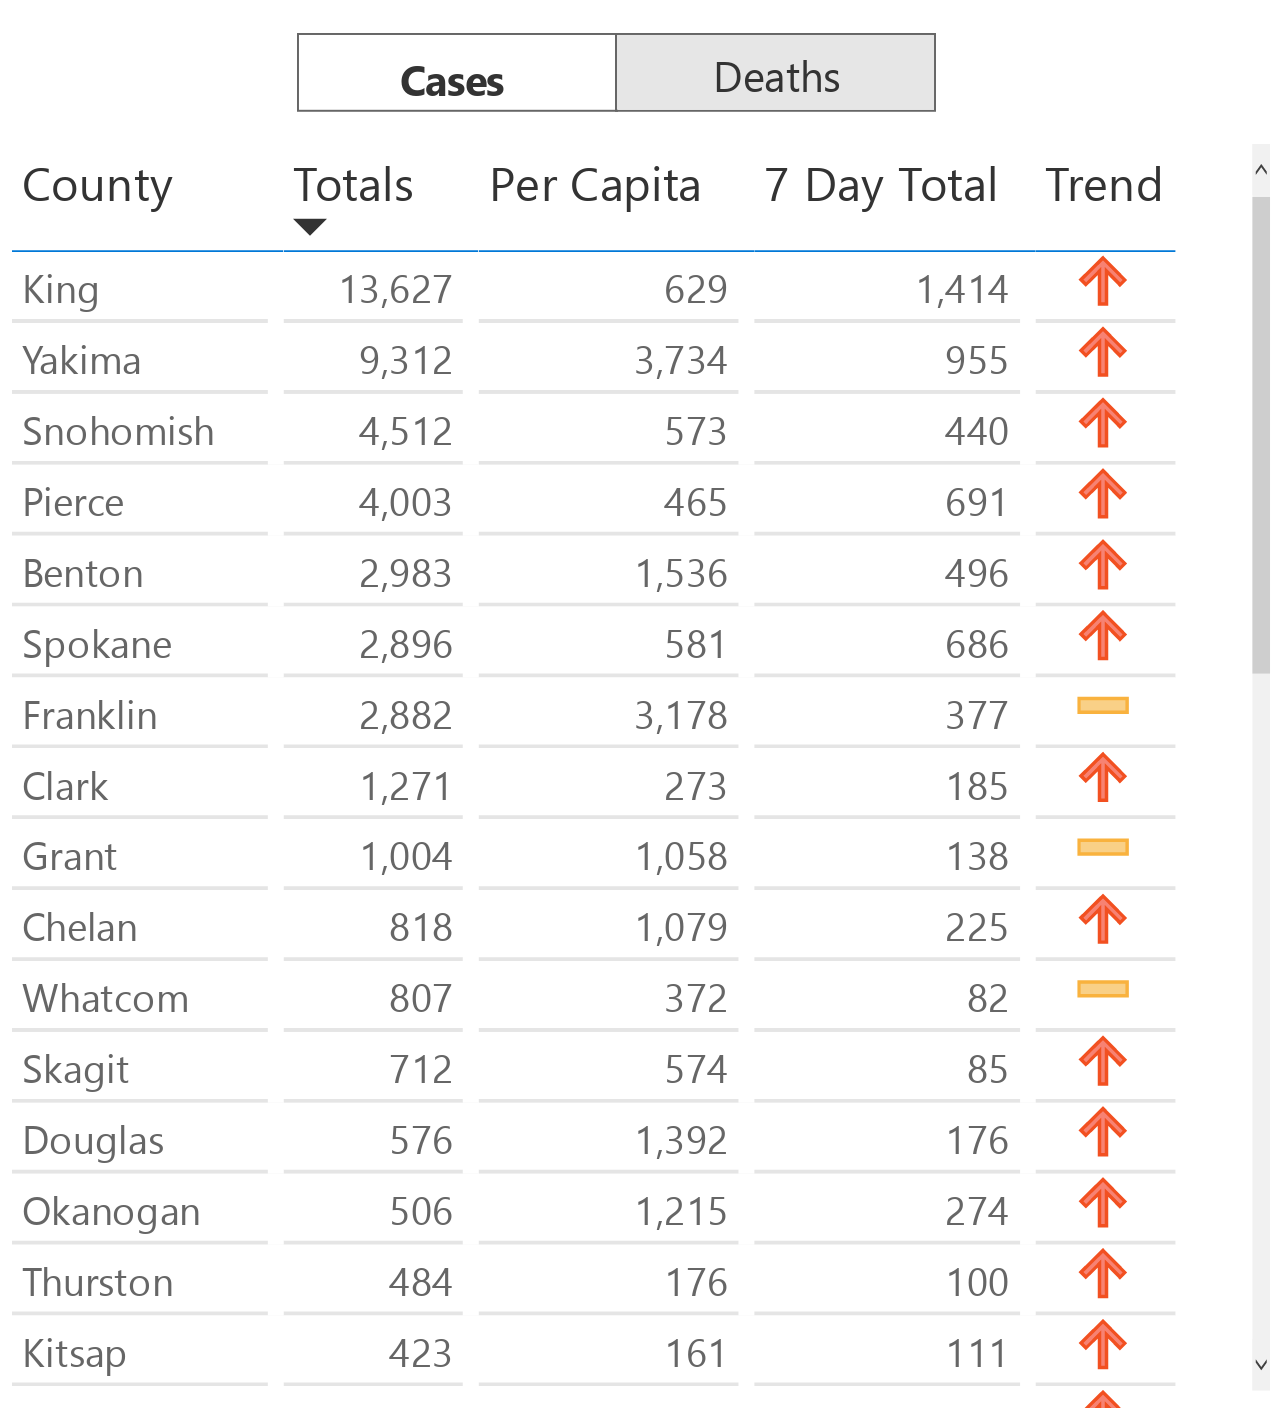 Cases Deaths
County Totals Per Capita 7 Day Total Trend
King 13,627 629 1,414
Yakima 9,312 3,734 955
Snohomish 4,512 573 440
Pierce 4,003 465 691
Benton 2,983 1,536 496
Spokane 2,896 581 686
Franklin 2,882 3,178 377
Clark 1,271 273 185
Grant 1,004 1,058 138
Chelan 818 1,079 225
Whatcom 807 372 82
Skagit 712 574 85
Douglas 576 1,392 176
Okanogan 506 1,215 274
Thurston 484 176 100
Kitsap 423 161 111